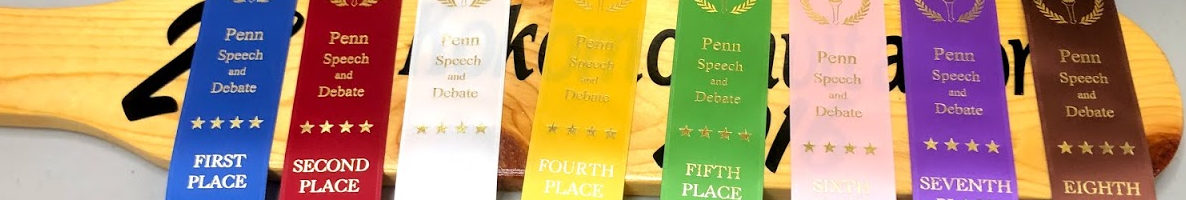 Penn
Speech
and
Debate
FIRST
PLACE
Penn
Speech
and
Debate
SECOND
PLACE
Penn
Speech
and
Debate
Penn
Speech
and
Debate
FOURTH
PLACE
Penn
Speech
and
Debate
FIFTH
PLACE
Penn
Speech
and
Debate
SIXTH
Penn
Speech
and
Debate
SEVENTH
PLACE
Penn
Speech
and
Debate
EIGHTH